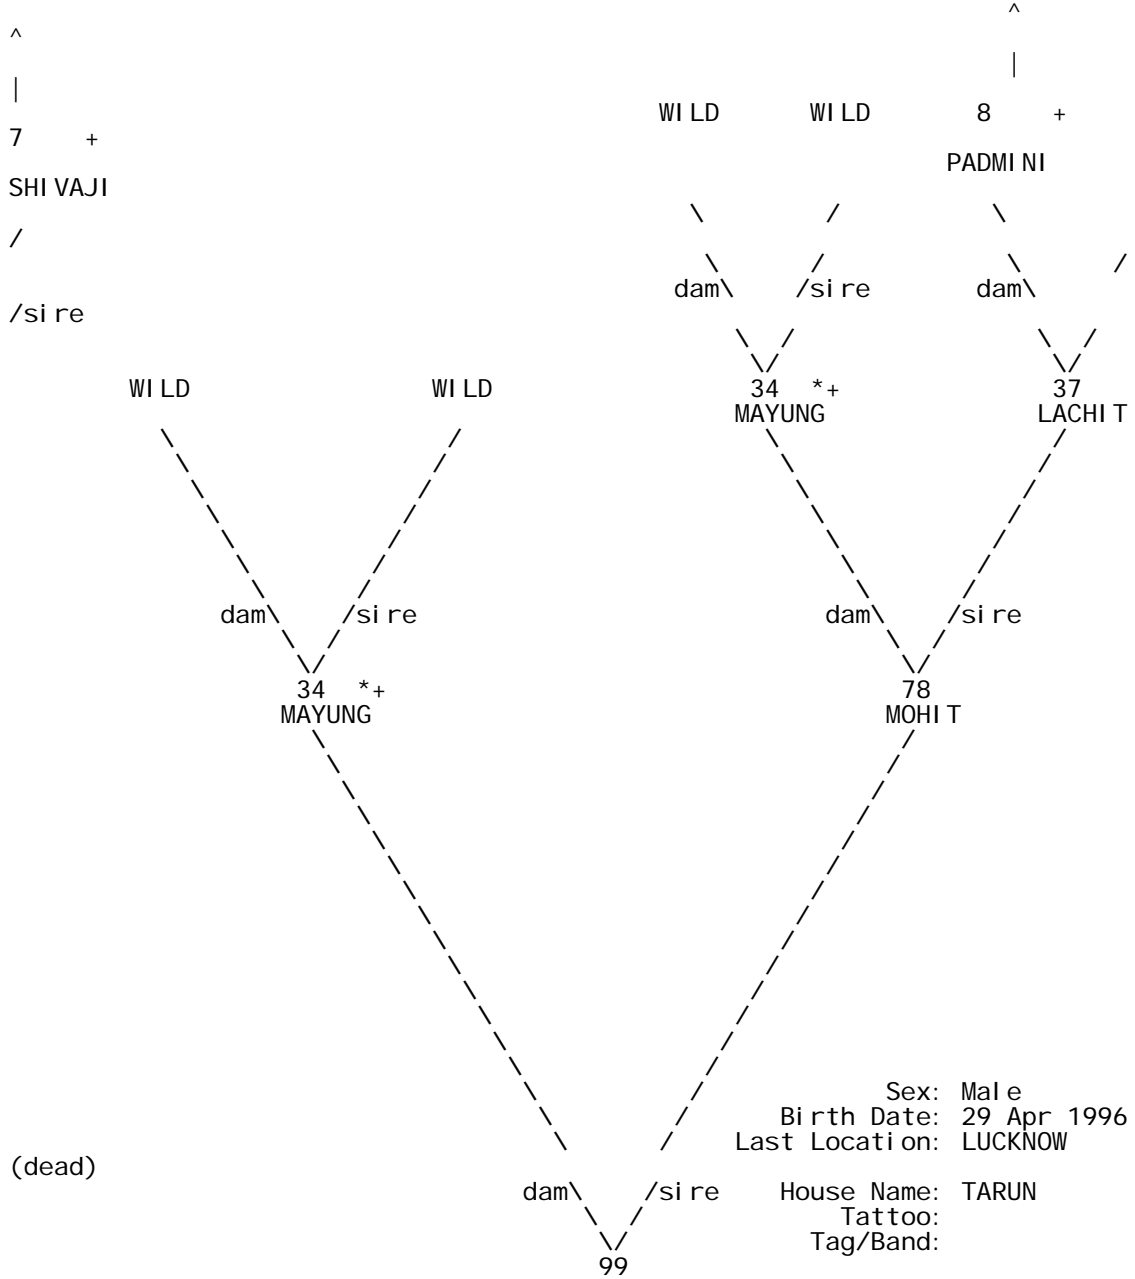 ^
^
|
|
WILD WILD 8 +
7 +
PADMINI
SHIVAJI
\ / \
/
\ / \ /
dam\ /sire dam\
/sire
\ / \ /
\/ \/
WILD WILD 34 *+ 37
MAYUNG LACHIT
\ / \ /
\ / \ /
\ / \ /
\ / \ /
\ / \ /
\ / \ /
\ / \ /
dam\ /sire dam\ /sire
\ / \ /
\/ \/
34 *+ 78
MAYUNG MOHIT
\ /
\ /
\ /
\ /
\ /
\ /
\ /
\ /
\ /
\ /
\ /
\ /
\ /
\ /
\ / Sex: Male
\ / Birth Date: 29 Apr 1996
\ / Last Location: LUCKNOW
(dead)
dam\ /sire House Name: TARUN
\ / Tattoo:
\/ Tag/Band:
99